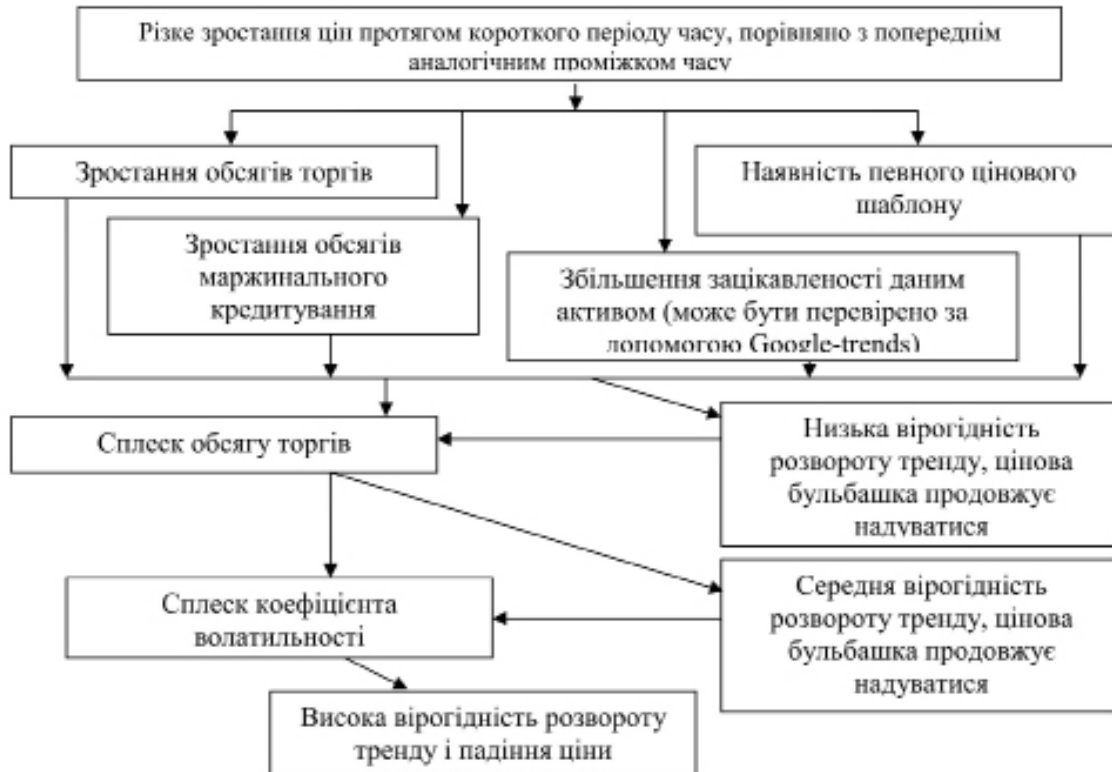 Різке зростання цін протягом короткого періоду часу, порівняно з попереднім
аналогічним проміжком часу
Зростання обсягів торгів
Наявність певного цінового
шаблону
Зростання обсягів
маржинального
кредитування
Збільшення зацікавленості даним
активом (може бути перевірено за
допомогою Google-trends)
Сплеск обсягу торгів
Низька вірогідність
розвороту тренду, цінова
бульбашка продовжує
надуватися
Сплеск коефіцієнта
волатильності
Середня вірогідність
розвороту тренду, цінова
бульбашка продовжує
надуватися
Висока вірогідність розвороту
тренду і падіння ціни